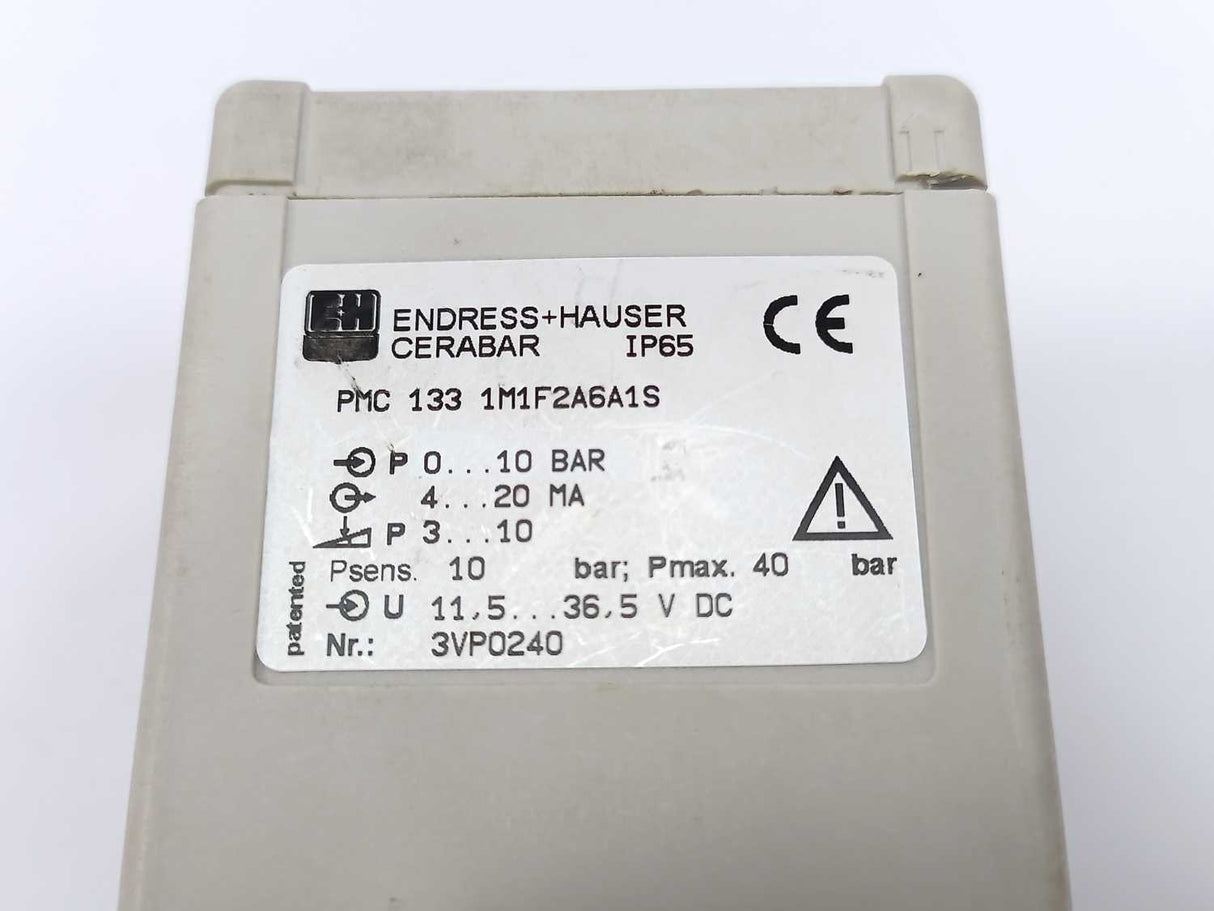 EH ENDRESS+HAUSER CE
CERABAR IP65
PMC 133 1M1F2A6A1S
P 0...10 BAR
4...20 MA
P 3...10
Psens. 10 bar; Pmax. 40 bar
U 11,5...36,5 V DC
Nr.: 3VP0240
patented